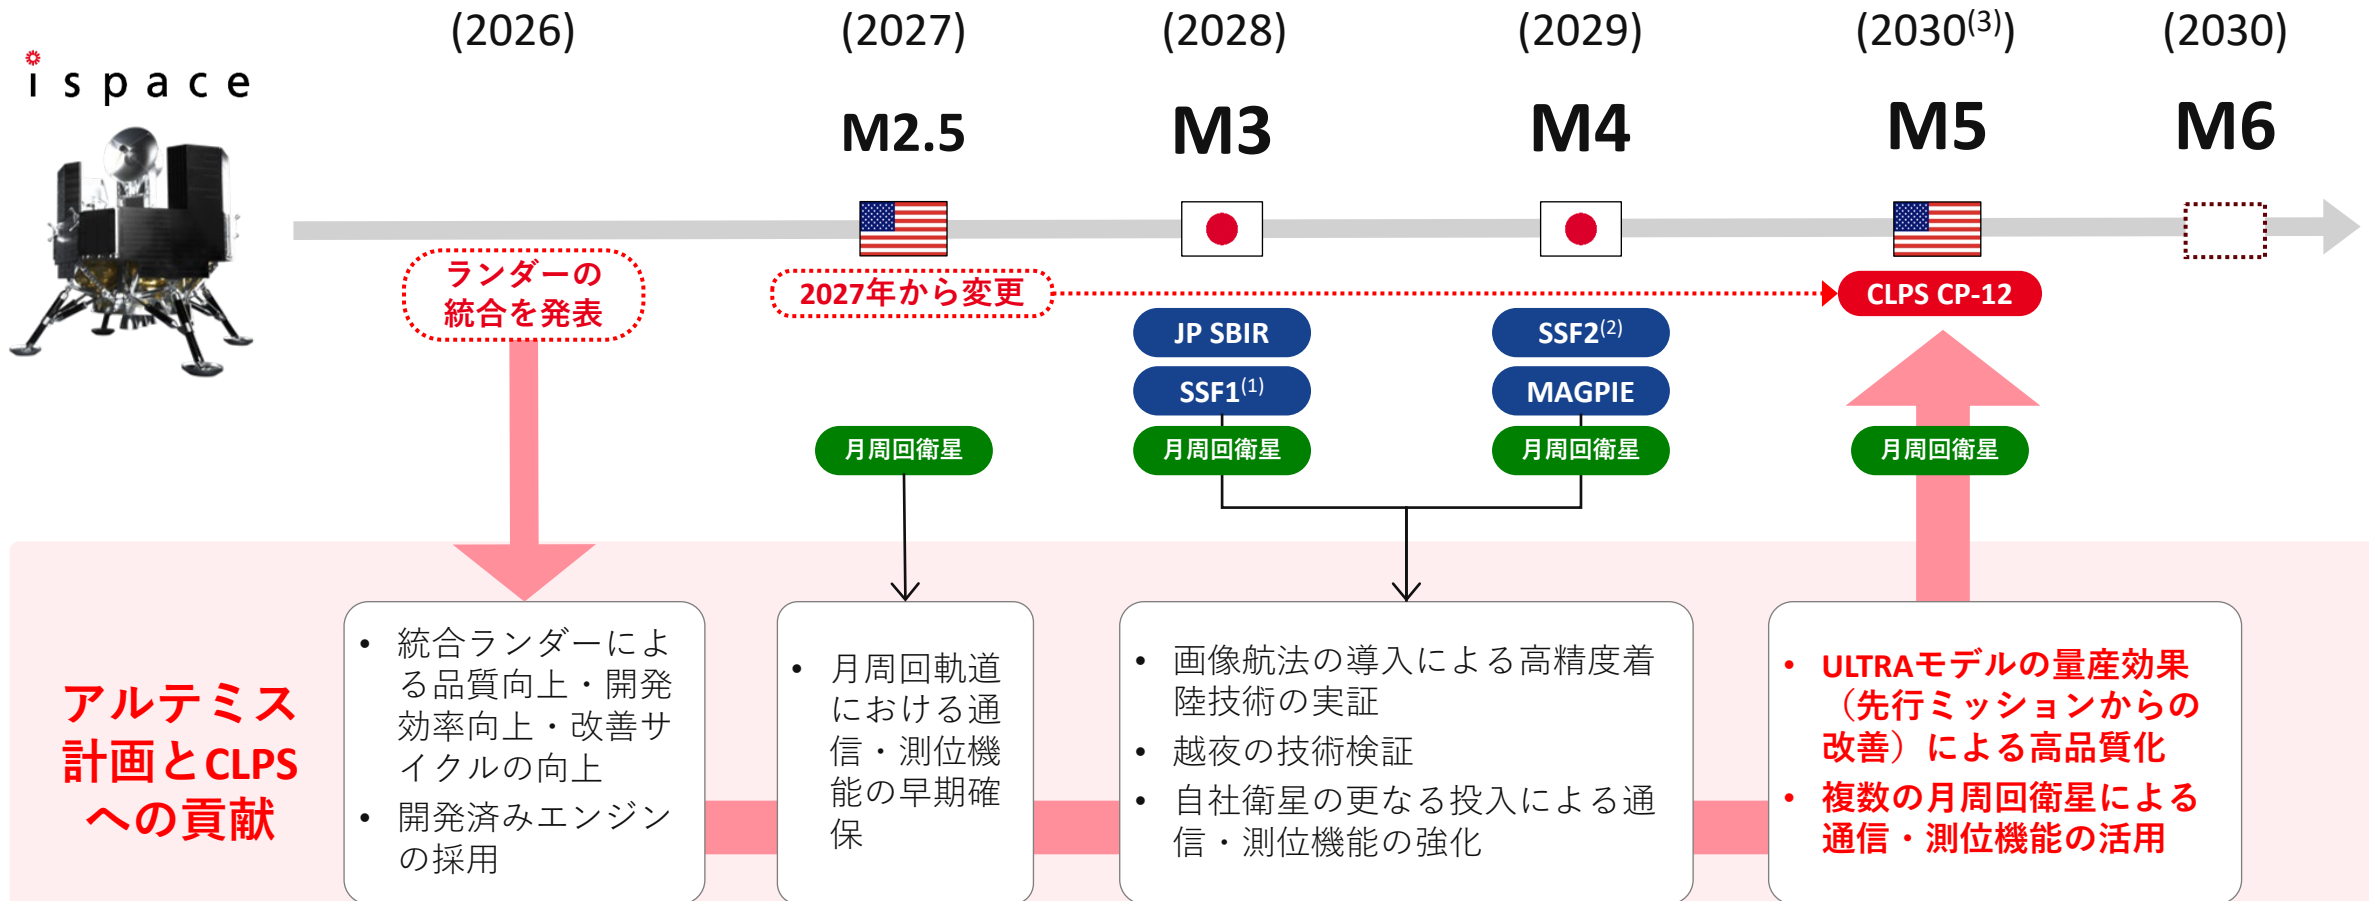 (2026)
(2027)
(2028)
(2029)
(2030(3))
(2030)
ispace
M2.5
M3
M4
M5
M6
ランダーの
統合を発表
2027年から変更
CLPS CP-12
JP SBIR
SSF2(2)
SSF1(1)
MAGPIE
月周回衛星
月周回衛星
月周回衛星
月周回衛星
アルテミス
計画とCLPS
への貢献
• 統合ランダーによ
る品質向上・開発
効率向上・改善サ
イクルの向上
• 開発済みエンジン
の採用
• 月周回軌道
における通
信・測位機
能の早期確
保
• 画像航法の導入による高精度着
陸技術の実証
• 越夜の技術検証
• 自社衛星の更なる投入による通
信・測位機能の強化
• ULTRAモデルの量産効果
（先行ミッションからの
改善）による高品質化
• 複数の月周回衛星による
通信・測位機能の活用